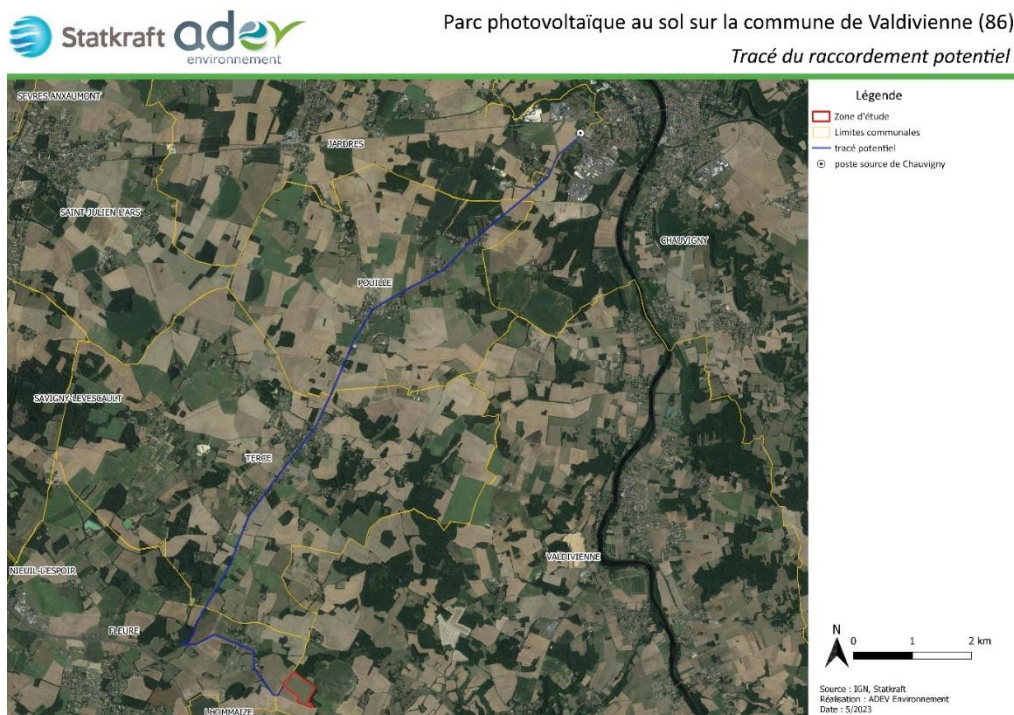 Statkraft
adev
environnement
Parc photovoltaïque au sol sur la commune de Valdivienne (86)
Tracé du raccordement potentiel
SEVRES ANXAUMONT
JARDRES
SAINT-JULIEN L'ARS
CHAUVIGNY
POUILLE
SAVIGNY-LEVESCAULT
TERCE
VALDIVIENNE
NIEUIL-L'ESPOIR
FLEURE
LHOMMAIZE
Légende
Zone d'étude
Limites communales
tracé potentiel
poste source de Chauvigny
N
0 1 2 km
Source : IGN, Statkraft
Réalisation : ADEV Environnement
Date : 5/2023